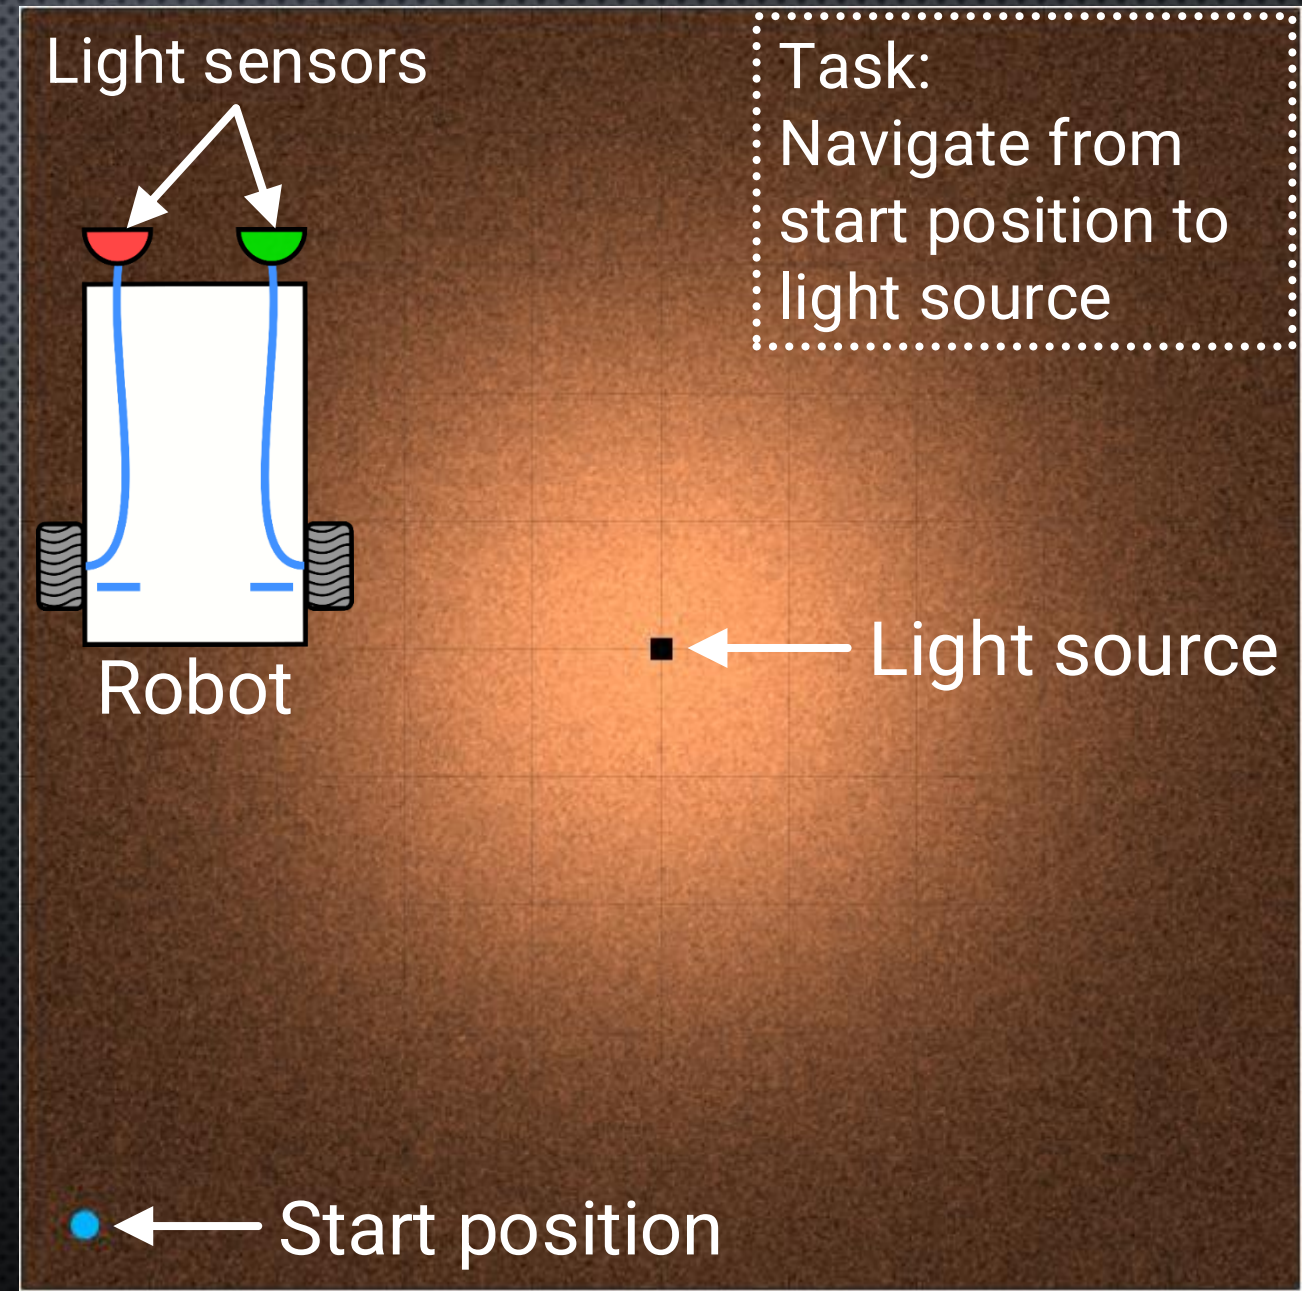 Light sensors
Task:
Navigate from
start position to
light source
Light source
Robot
Start position